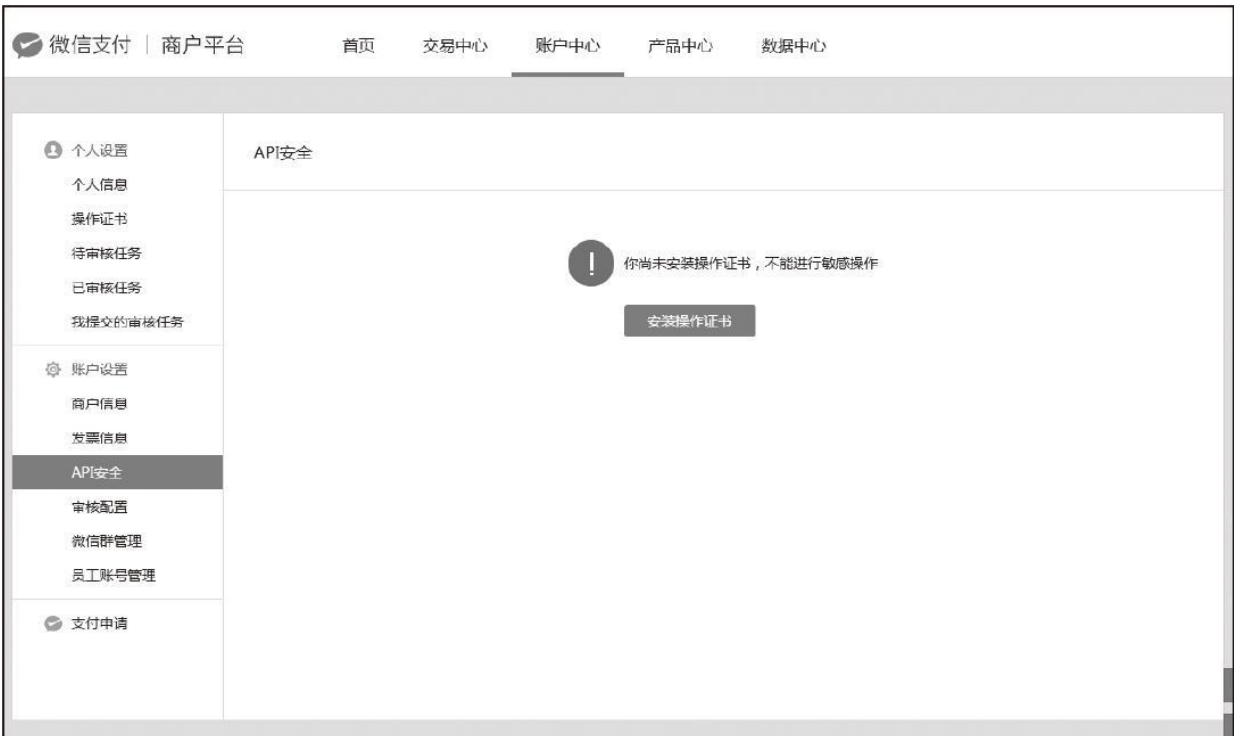 微信支付 | 商户平台 首页 交易中心 账户中心 产品中心 数据中心
个人设置
个人信息
操作证书
待审核任务
已审核任务
我提交的审核任务
账户设置
商户信息
发票信息
API安全
审核配置
微信群管理
员工账号管理
支付申请
API安全
你尚未安装操作证书，不能进行敏感操作
安装操作证书